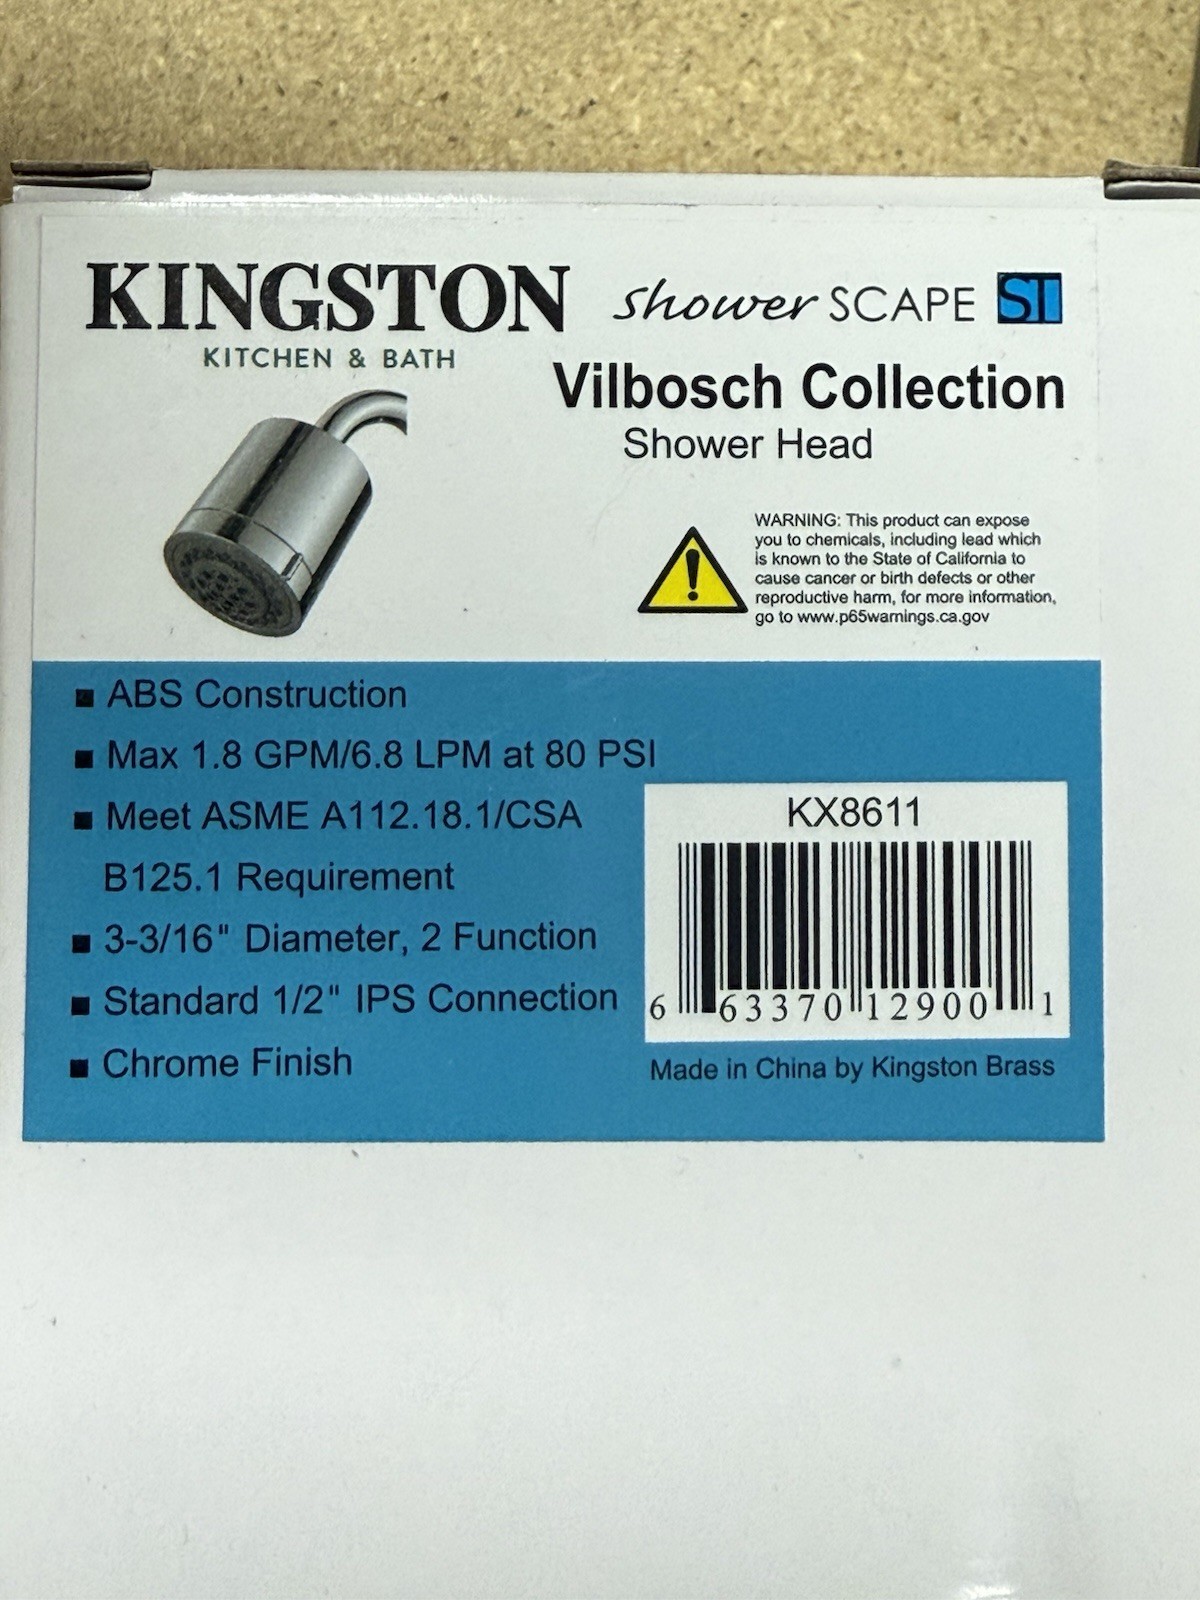 KINGSTON
KITCHEN & BATH
shower SCAPE ST
Vilbosch Collection
Shower Head
WARNING: This product can expose
you to chemicals, including lead which
is known to the State of California to
cause cancer or birth defects or other
reproductive harm, for more information,
go to www.p65warnings.ca.gov
■ ABS Construction
■ Max 1.8 GPM/6.8 LPM at 80 PSI
■ Meet ASME A112.18.1/CSA
B125.1 Requirement
■ 3-3/16" Diameter, 2 Function
■ Standard 1/2" IPS Connection
■ Chrome Finish
KX8611
6 63370 12900 1
Made in China by Kingston Brass